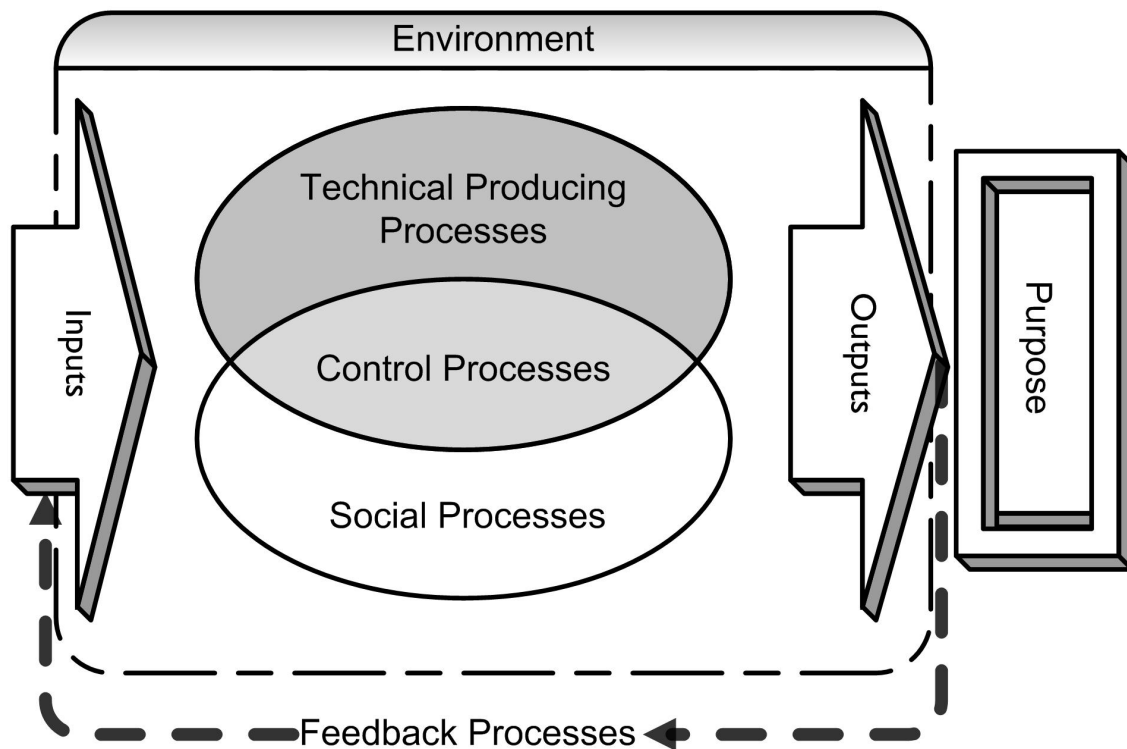 Environment
Technical Producing
Processes
Inputs
Control Processes
Outputs
Purpose
Social Processes
Feedback Processes